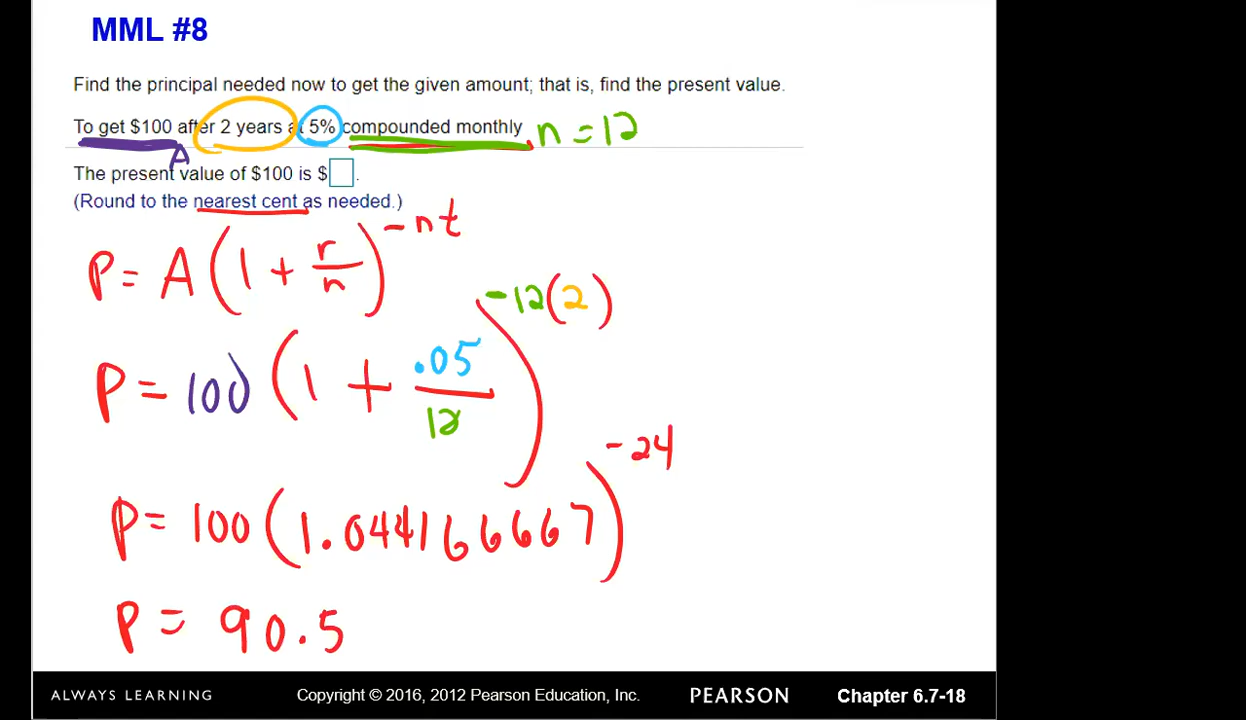 MML #8
Find the principal needed now to get the given amount; that is, find the present value.
To get $100 after 2 years at 5% compounded monthly n = 12
A
The present value of $100 is $ .
(Round to the nearest cent as needed.)
P = A (1 + r/n)^-nt
P = 100 (1 + .05/12)^-12(2)
P = 100 (1.044166667)^-24
P = 90.5
ALWAYS LEARNING Copyright © 2016, 2012 Pearson Education, Inc. PEARSON Chapter 6.7-18